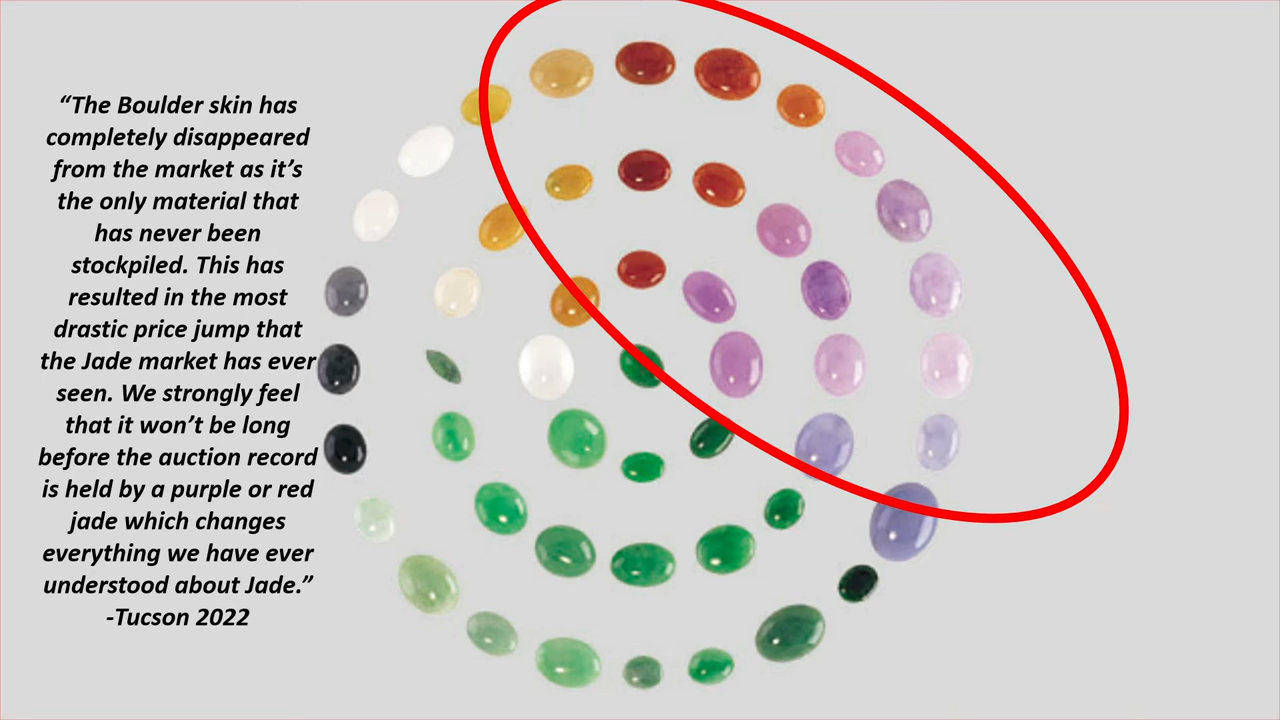 “The Boulder skin has
completely disappeared
from the market as it’s
the only material that
has never been
stockpiled. This has
resulted in the most
drastic price jump that
the Jade market has ever
seen. We strongly feel
that it won’t be long
before the auction record
is held by a purple or red
jade which changes
everything we have ever
understood about Jade.”
-Tucson 2022